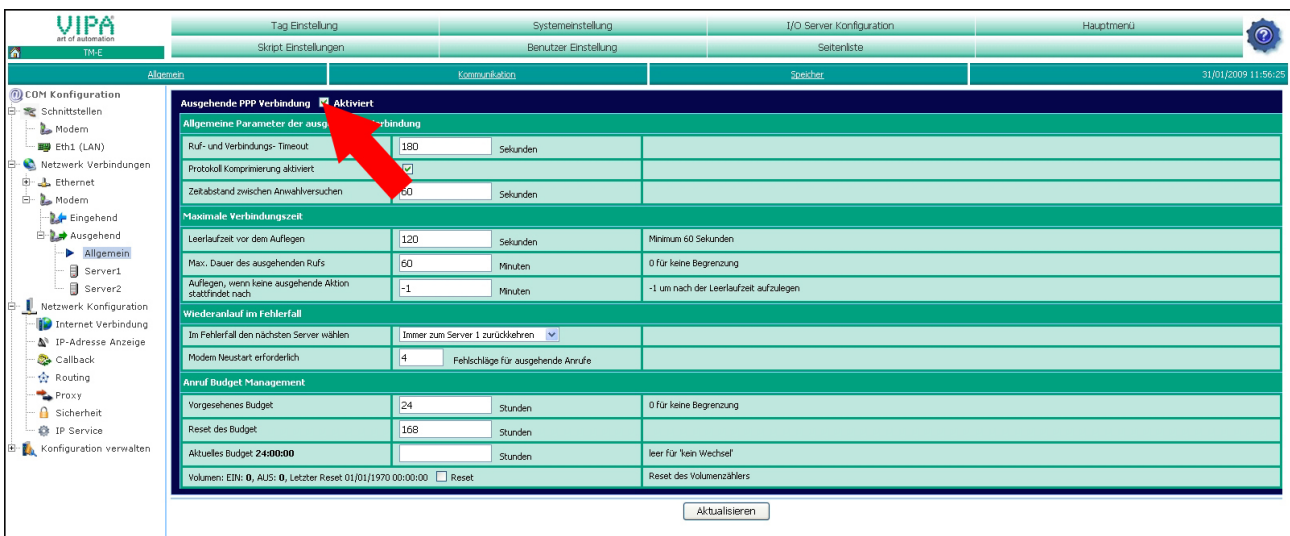 VIPA
art of automation
TM-E
Tag Einstellung
Systemeinstellung
I/O Server Konfiguration
Hauptmenü
Skript Einstellungen
Benutzer Einstellung
Seitenliste
Allgemein
Kommunikation
Speicher
31/01/2009 11:56:25
COM Konfiguration
Schnittstellen
Modem
Eth1 (LAN)
Netzwerk Verbindungen
Ethernet
Modem
Eingehend
Ausgehend
Allgemein
Server1
Server2
Netzwerk Konfiguration
Internet Verbindung
IP-Adresse Anzeige
Callback
Routing
Proxy
Sicherheit
IP Service
Konfiguration verwalten
Ausgehende PPP Verbindung Aktiviert
Allgemeine Parameter der
Ruf- und Verbindungs- Timeout 180 Sekunden
Protokoll Komprimierung aktiviert
Zeitabstand zwischen Anwahlversuchen 60 Sekunden
Maximale Verbindungszeit
Leerlaufzeit vor dem Auflegen 120 Sekunden Minimum 60 Sekunden
Max. Dauer des ausgehenden Rufs 60 Minuten 0 für keine Begrenzung
Auflegen, wenn keine ausgehende Aktion
stattfindet nach -1 Minuten -1 um nach der Leerlaufzeit aufzulegen
Wiederanlauf im Fehlerfall
Im Fehlerfall den nächsten Server wählen Immer zum Server 1 zurückkehren
Modem Neustart erforderlich 4 Fehlschläge für ausgehende Anrufe
Anruf Budget Management
Vorgesehenes Budget 24 Stunden 0 für keine Begrenzung
Reset des Budget 168 Stunden
Aktuelles Budget 24:00:00 Stunden leer für 'kein Wechsel'
Volumen: EIN: 0, AUS: 0, Letzter Reset 01/01/1970 00:00:00 Reset Reset des Volumenzählers
Aktualisieren